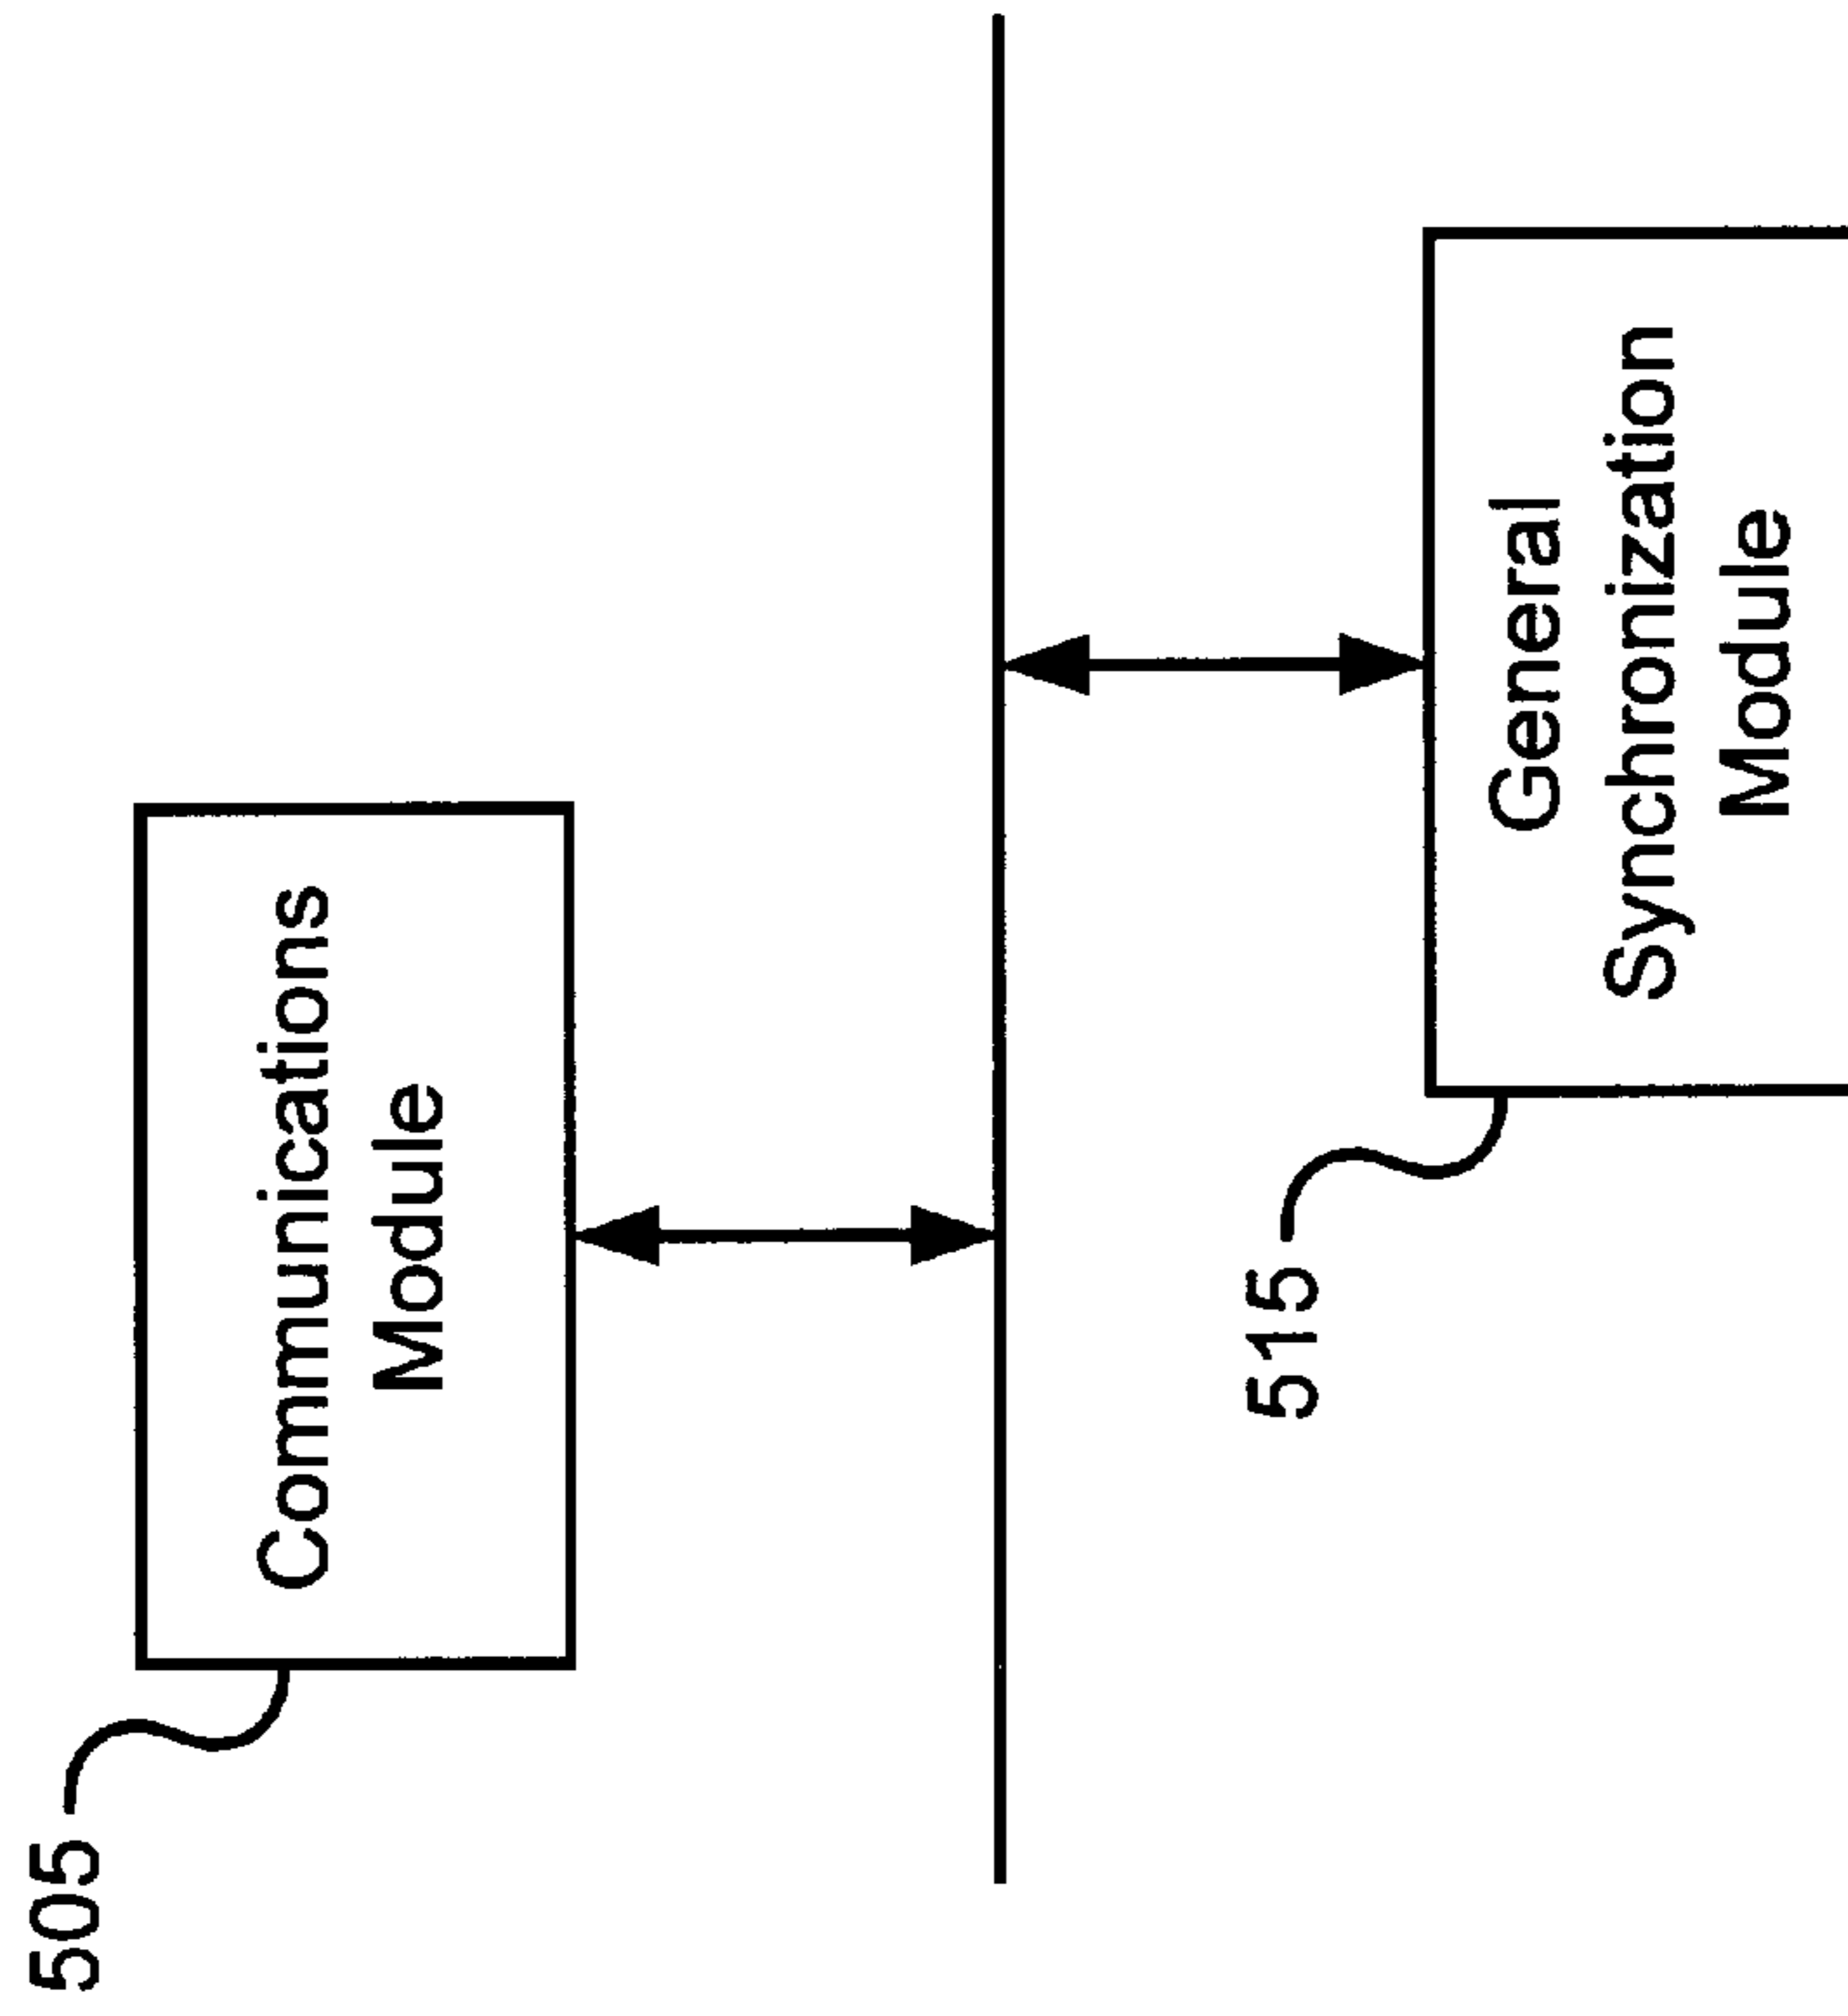 505
Communications
Module
515
General
Synchronization
Module